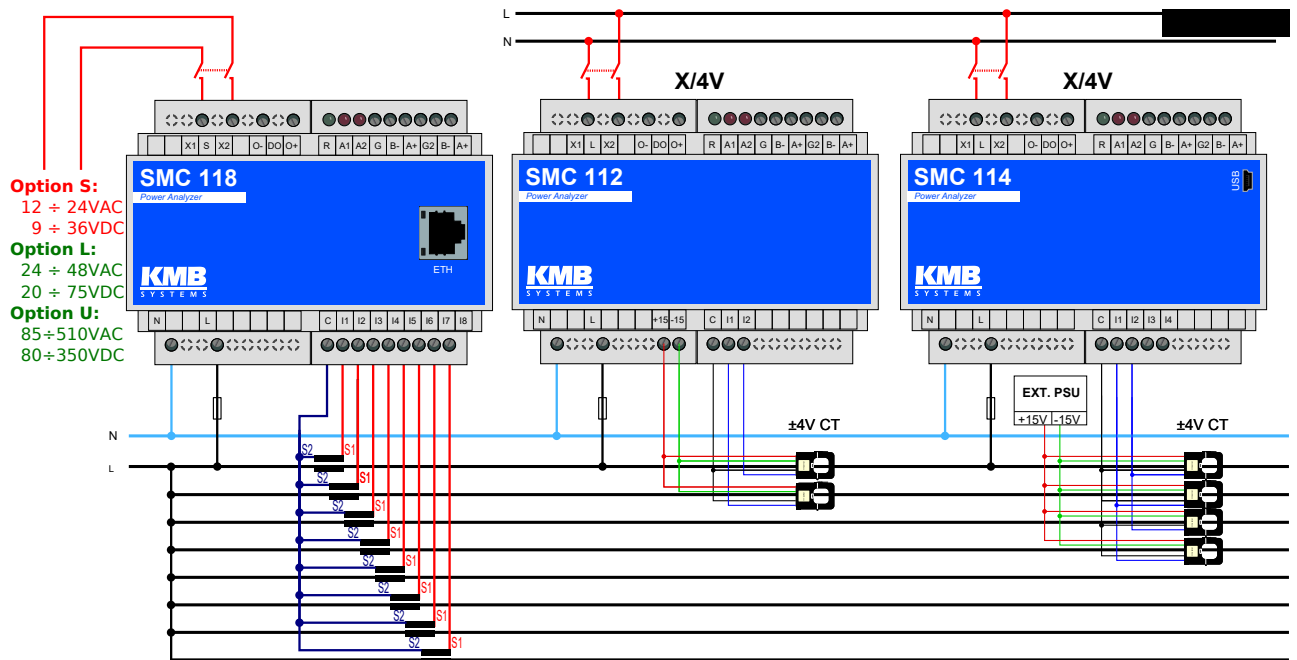 L
N
X/4V
X/4V
X1 S X2 O- DO O+ R A1 A2 G B- A+ G2 B- A+
X1 L X2 O- DO O+ R A1 A2 G B- A+ G2 B- A+
X1 L X2 O- DO O+ R A1 A2 G B- A+ G2 B- A+
SMC 118
Power Analyzer
ETH
KMB
SYSTEMS
SMC 112
Power Analyzer
KMB
SYSTEMS
SMC 114
Power Analyzer
USB
KMB
SYSTEMS
Option S:
12 ÷ 24VAC
9 ÷ 36VDC
Option L:
24 ÷ 48VAC
20 ÷ 75VDC
Option U:
85÷510VAC
80÷350VDC
N L C I1 I2 I3 I4 I5 I6 I7 I8
N L +15 -15 C I1 I2
N L C I1 I2 I3 I4
EXT. PSU
+15V -15V
±4V CT
±4V CT
N
L
S2 S1
S2 S1
S2 S1
S2 S1
S2 S1
S2 S1
S2 S1
S2 S1